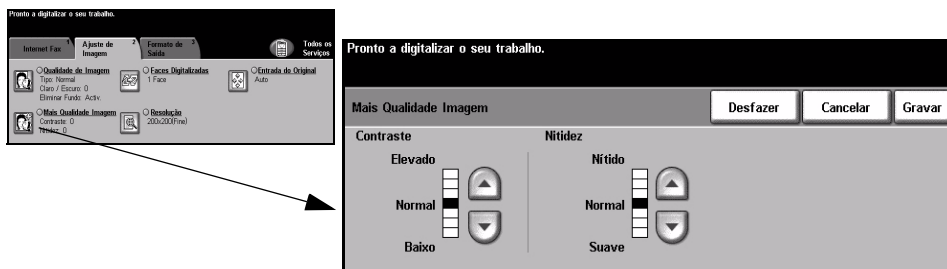 Pronto a digitalizar o seu trabalho.
Internet Fax 1
Ajuste de Imagem 2
Formato de Saída 3
Todos os Serviços
Qualidade de Imagem
Tipo: Normal
Claro / Escuro: 0
Eliminar Fundo: Activ.
Faces Digitalizadas
1 Face
Entrada do Original
Auto
Mais Qualidade Imagem
Contraste: 0
Nitidez: 0
Resolução
200x200(Fine)
Pronto a digitalizar o seu trabalho.
Mais Qualidade Imagem
Desfazer
Cancelar
Gravar
Contraste
Nitidez
Elevado
Normal
Baixo
Nítido
Normal
Suave